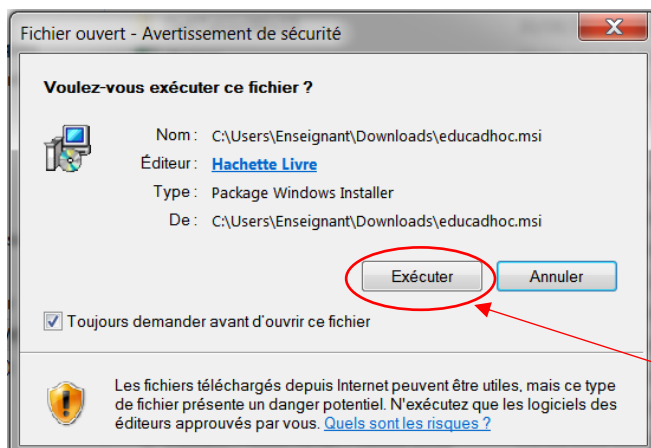 Fichier ouvert - Avertissement de sécurité
Voulez-vous exécuter ce fichier ?
Nom : C:\Users\Enseignant\Downloads\educadhoc.msi
Éditeur : Hachette Livre
Type : Package Windows Installer
De : C:\Users\Enseignant\Downloads\educadhoc.msi
Exécuter Annuler
Toujours demander avant d'ouvrir ce fichier
Les fichiers téléchargés depuis Internet peuvent être utiles, mais ce type
de fichier présente un danger potentiel. N'exécutez que les logiciels des
éditeurs approuvés par vous. Quels sont les risques ?